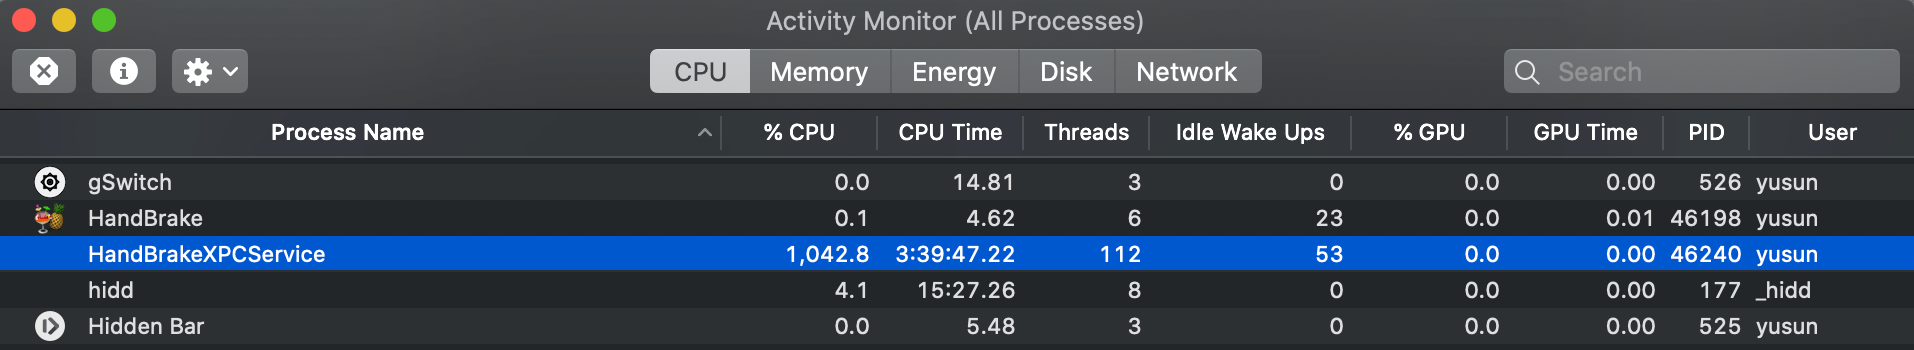 Activity Monitor (All Processes)
CPU Memory Energy Disk Network Search
Process Name % CPU CPU Time Threads Idle Wake Ups % GPU GPU Time PID User
gSwitch 0.0 14.81 3 0 0.0 0.00 526 yusun
HandBrake 0.1 4.62 6 23 0.0 0.01 46198 yusun
HandBrakeXPCService 1,042.8 3:39:47.22 112 53 0.0 0.00 46240 yusun
hidd 4.1 15:27.26 8 0 0.0 0.00 177 _hidd
Hidden Bar 0.0 5.48 3 0 0.0 0.00 525 yusun